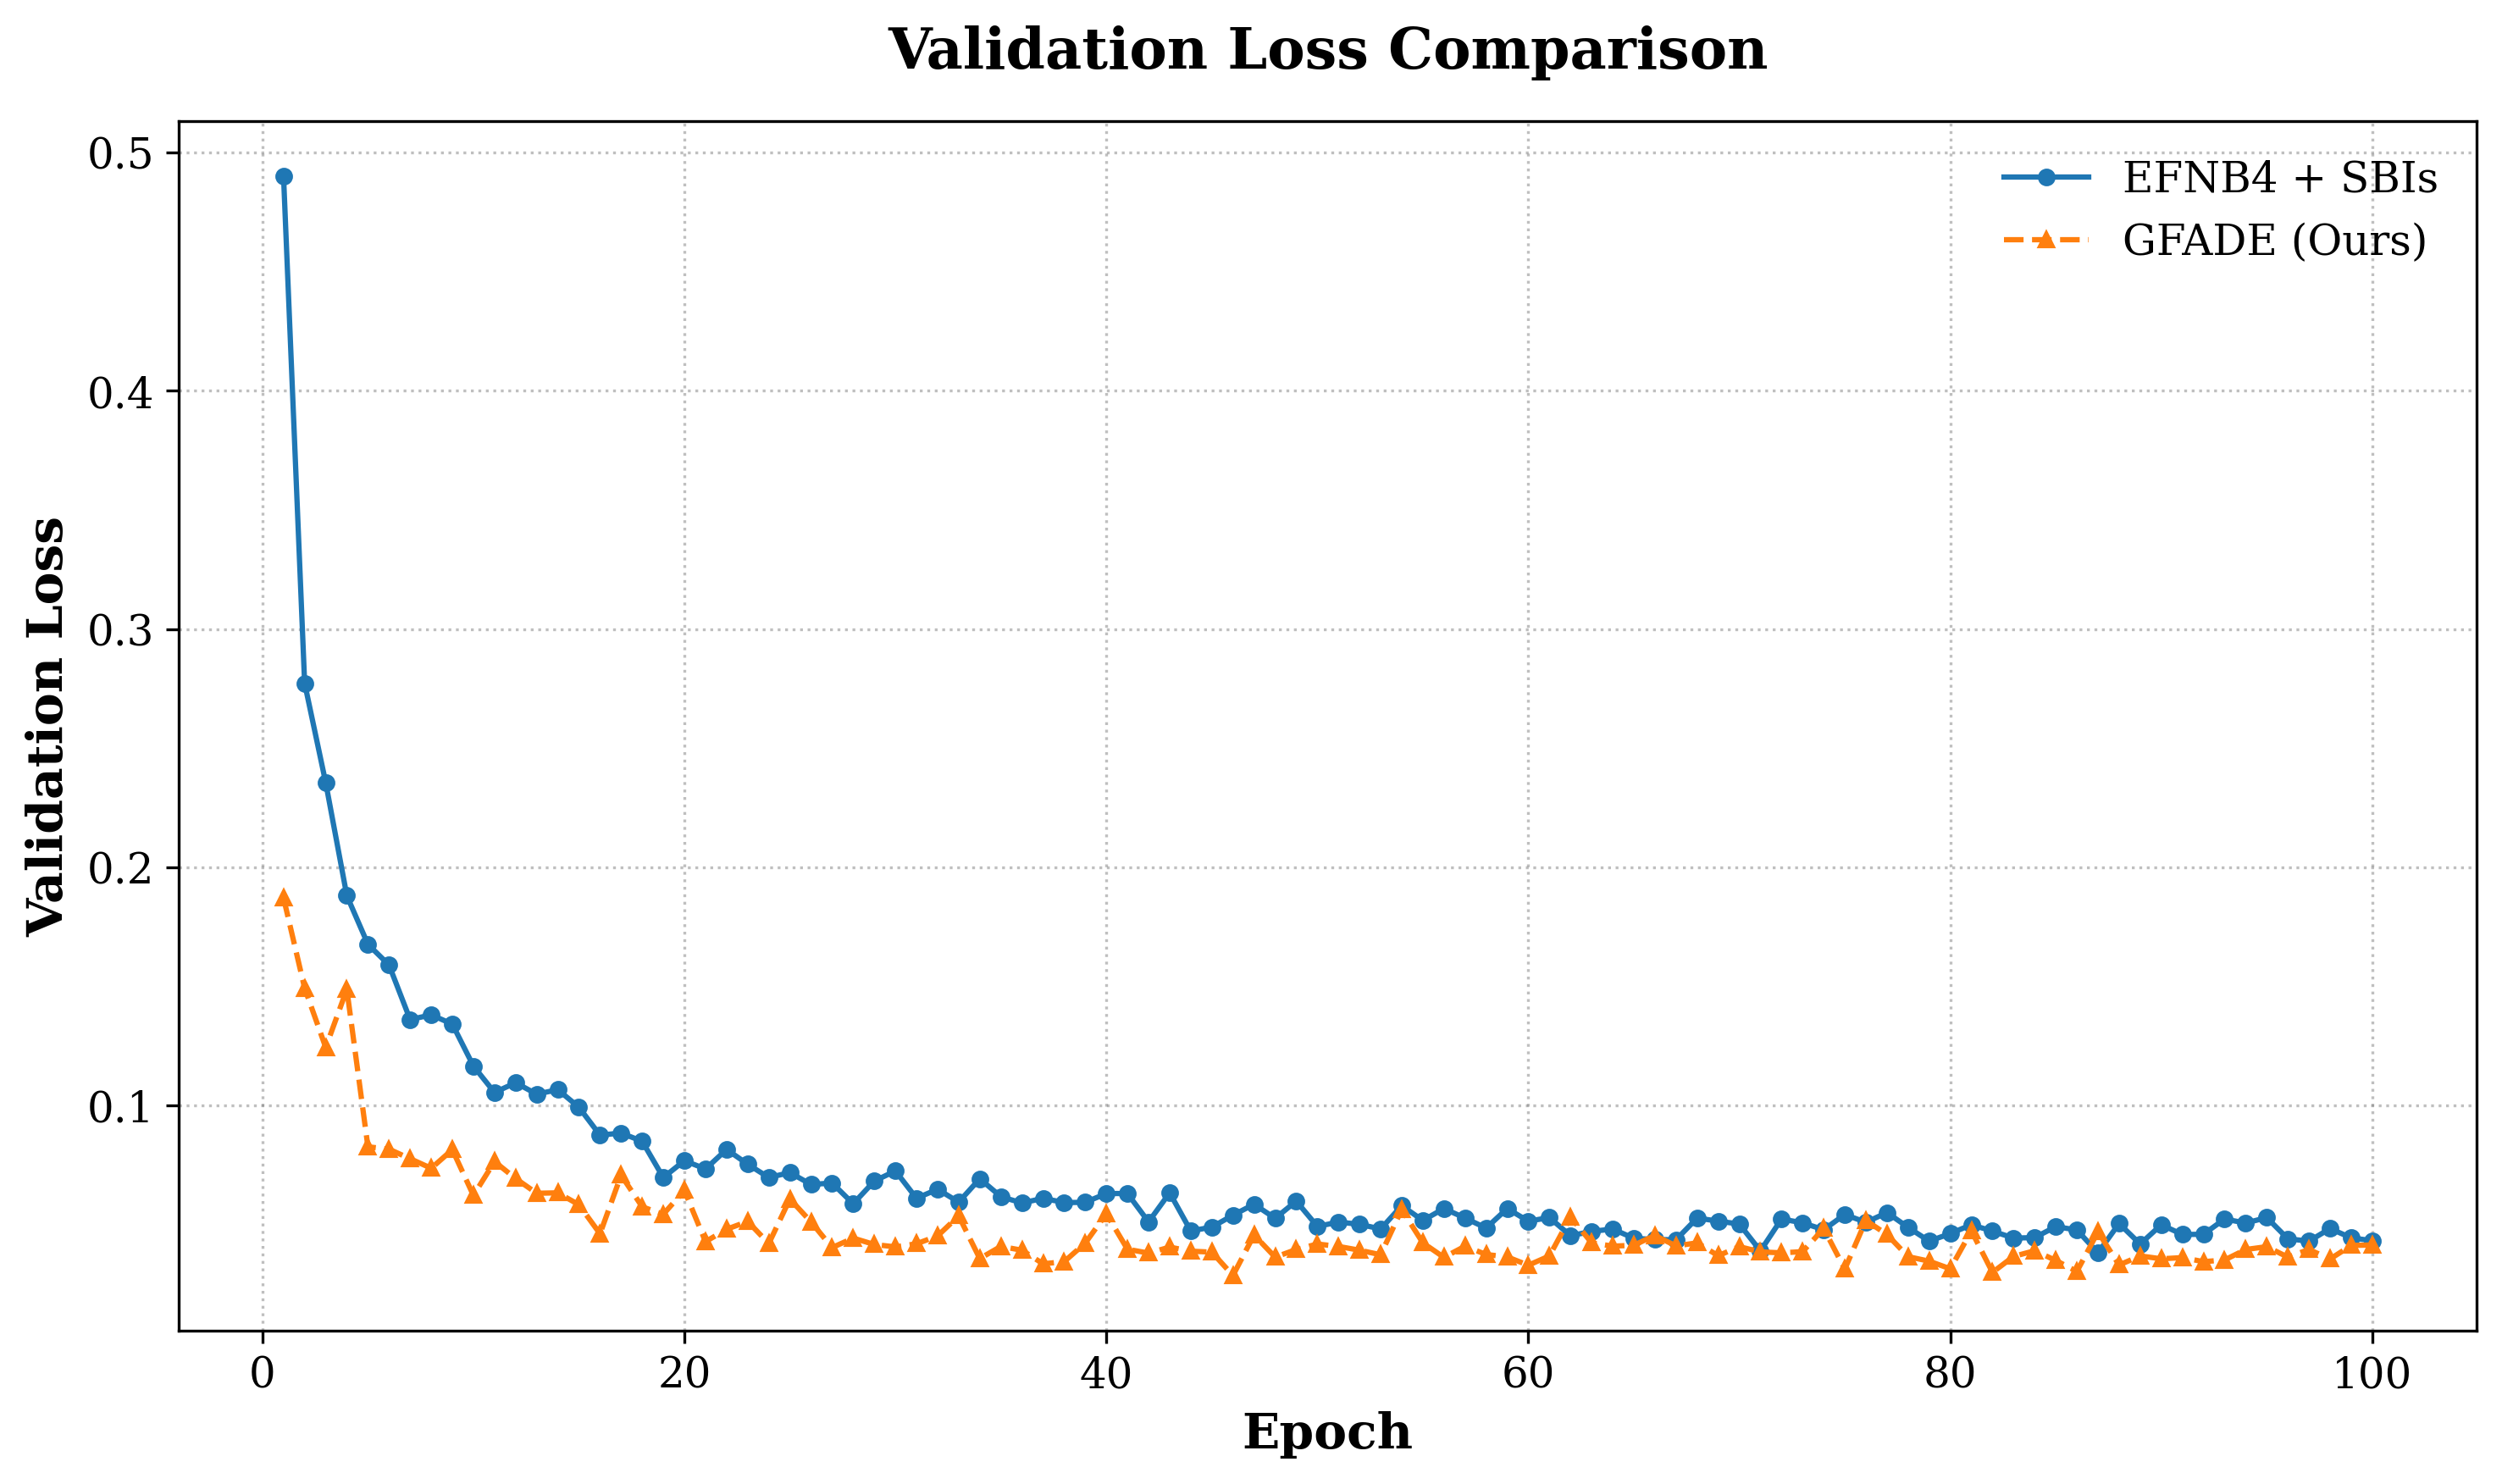 Validation Loss Comparison
EFNB4 + SBIs
GFADE (Ours)
Validation Loss
0.5
0.4
0.3
0.2
0.1
0 20 40 60 80 100
Epoch